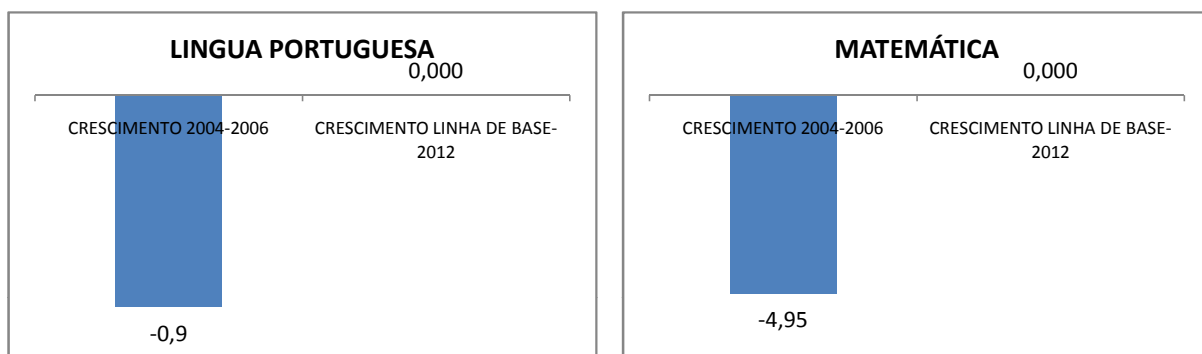 LINGUA PORTUGUESA
0,000
CRESCIMENTO 2004-2006
CRESCIMENTO LINHA DE BASE-
2012
-0,9
MATEMÁTICA
0,000
CRESCIMENTO 2004-2006
CRESCIMENTO LINHA DE BASE-
2012
-4,95